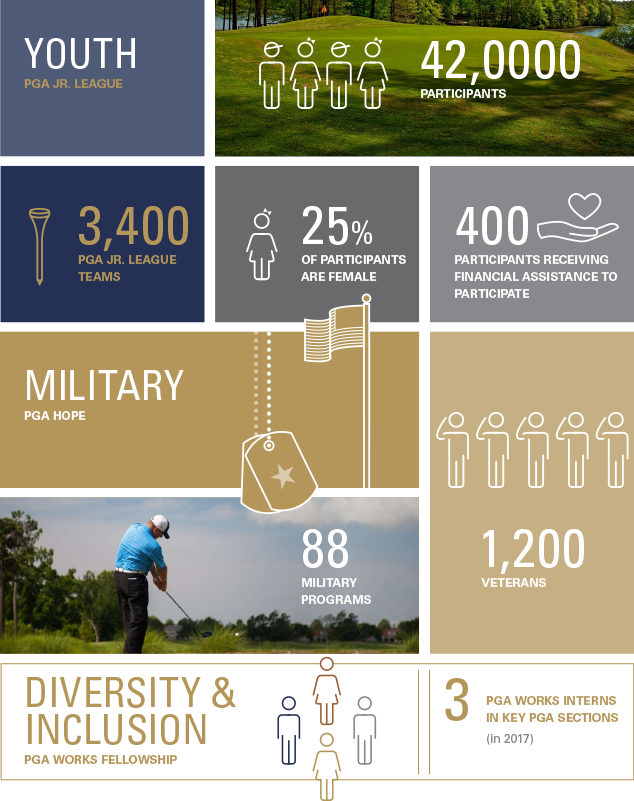 YOUTH
PGA JR. LEAGUE
42,0000
PARTICIPANTS
3,400
PGA JR. LEAGUE
TEAMS
25%
OF PARTICIPANTS
ARE FEMALE
400
PARTICIPANTS RECEIVING
FINANCIAL ASSISTANCE TO
PARTICIPATE
MILITARY
PGA HOPE
88
MILITARY
PROGRAMS
1,200
VETERANS
DIVERSITY &
INCLUSION
PGA WORKS FELLOWSHIP
3
PGA WORKS INTERNS
IN KEY PGA SECTIONS
(in 2017)